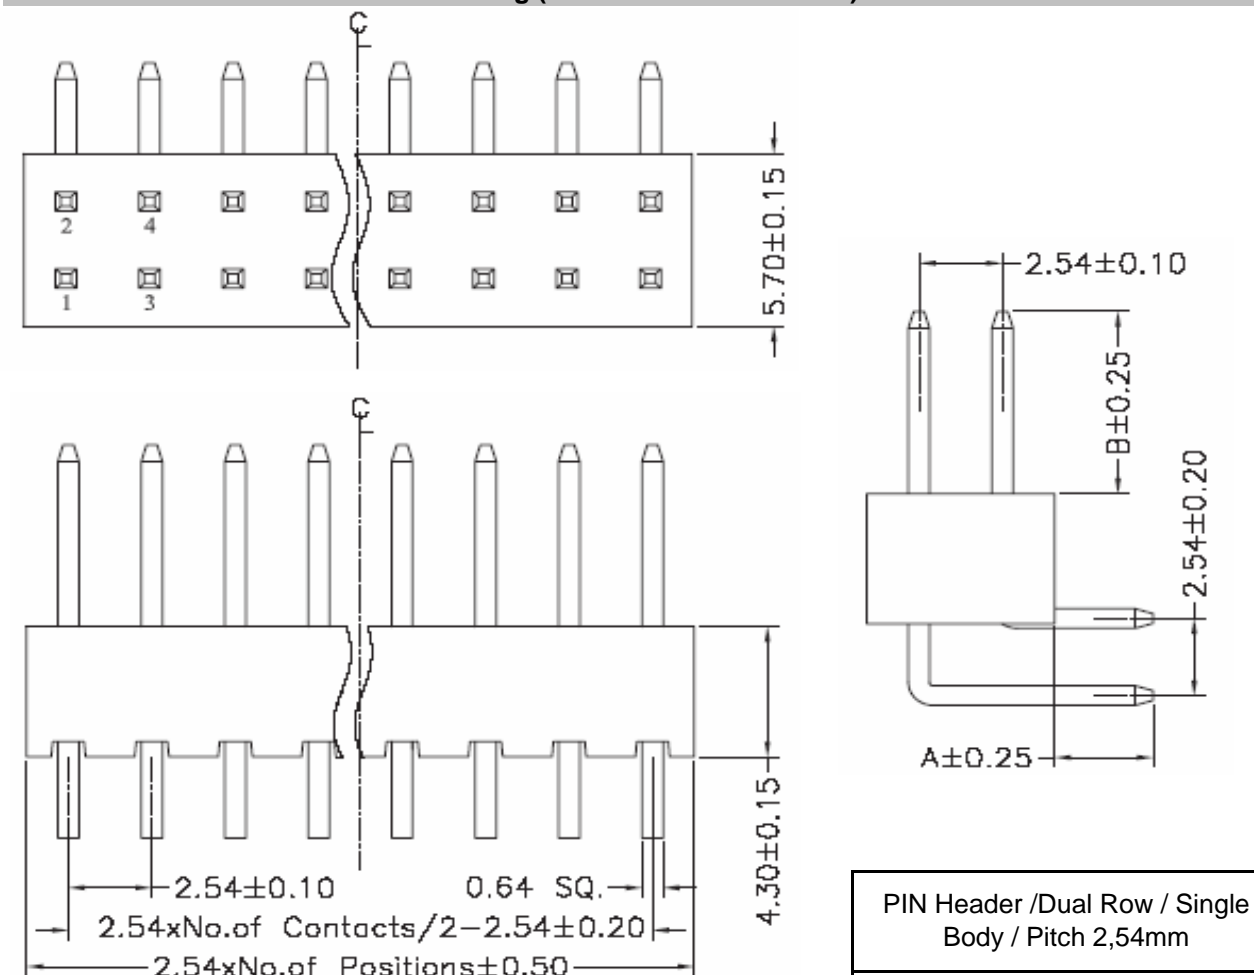 2
4
1
3
5.70±0.15
2.54±0.10
B±0.25
2.54±0.20
A±0.25
4.30±0.15
2.54±0.10
0.64 SQ.
2.54xNo.of Contacts/2-2.54±0.20
2.54xNo.of Positions±0.50
PIN Header /Dual Row / Single
Body / Pitch 2,54mm